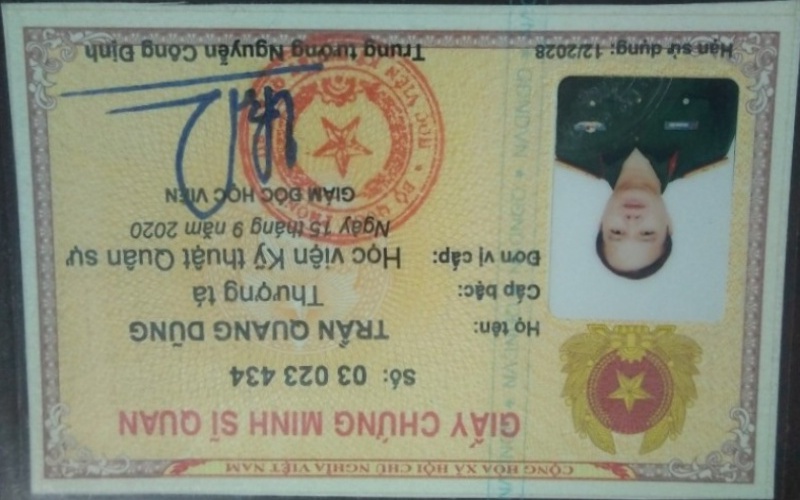 CỘNG HÒA XÃ HỘI CHỦ NGHĨA VIỆT NAM
GIẤY CHỨNG MINH SĨ QUAN
Số: 03 023 434
Họ tên: TRẦN QUANG DŨNG
Cấp bậc: Thượng tá
Đơn vị cấp: Học viện Kỹ thuật Quân sự
Ngày 15 tháng 9 năm 2020
GIÁM ĐỐC HỌC VIỆN
Hạn sử dụng: 12/2028
Trung tướng Nguyễn Công Định